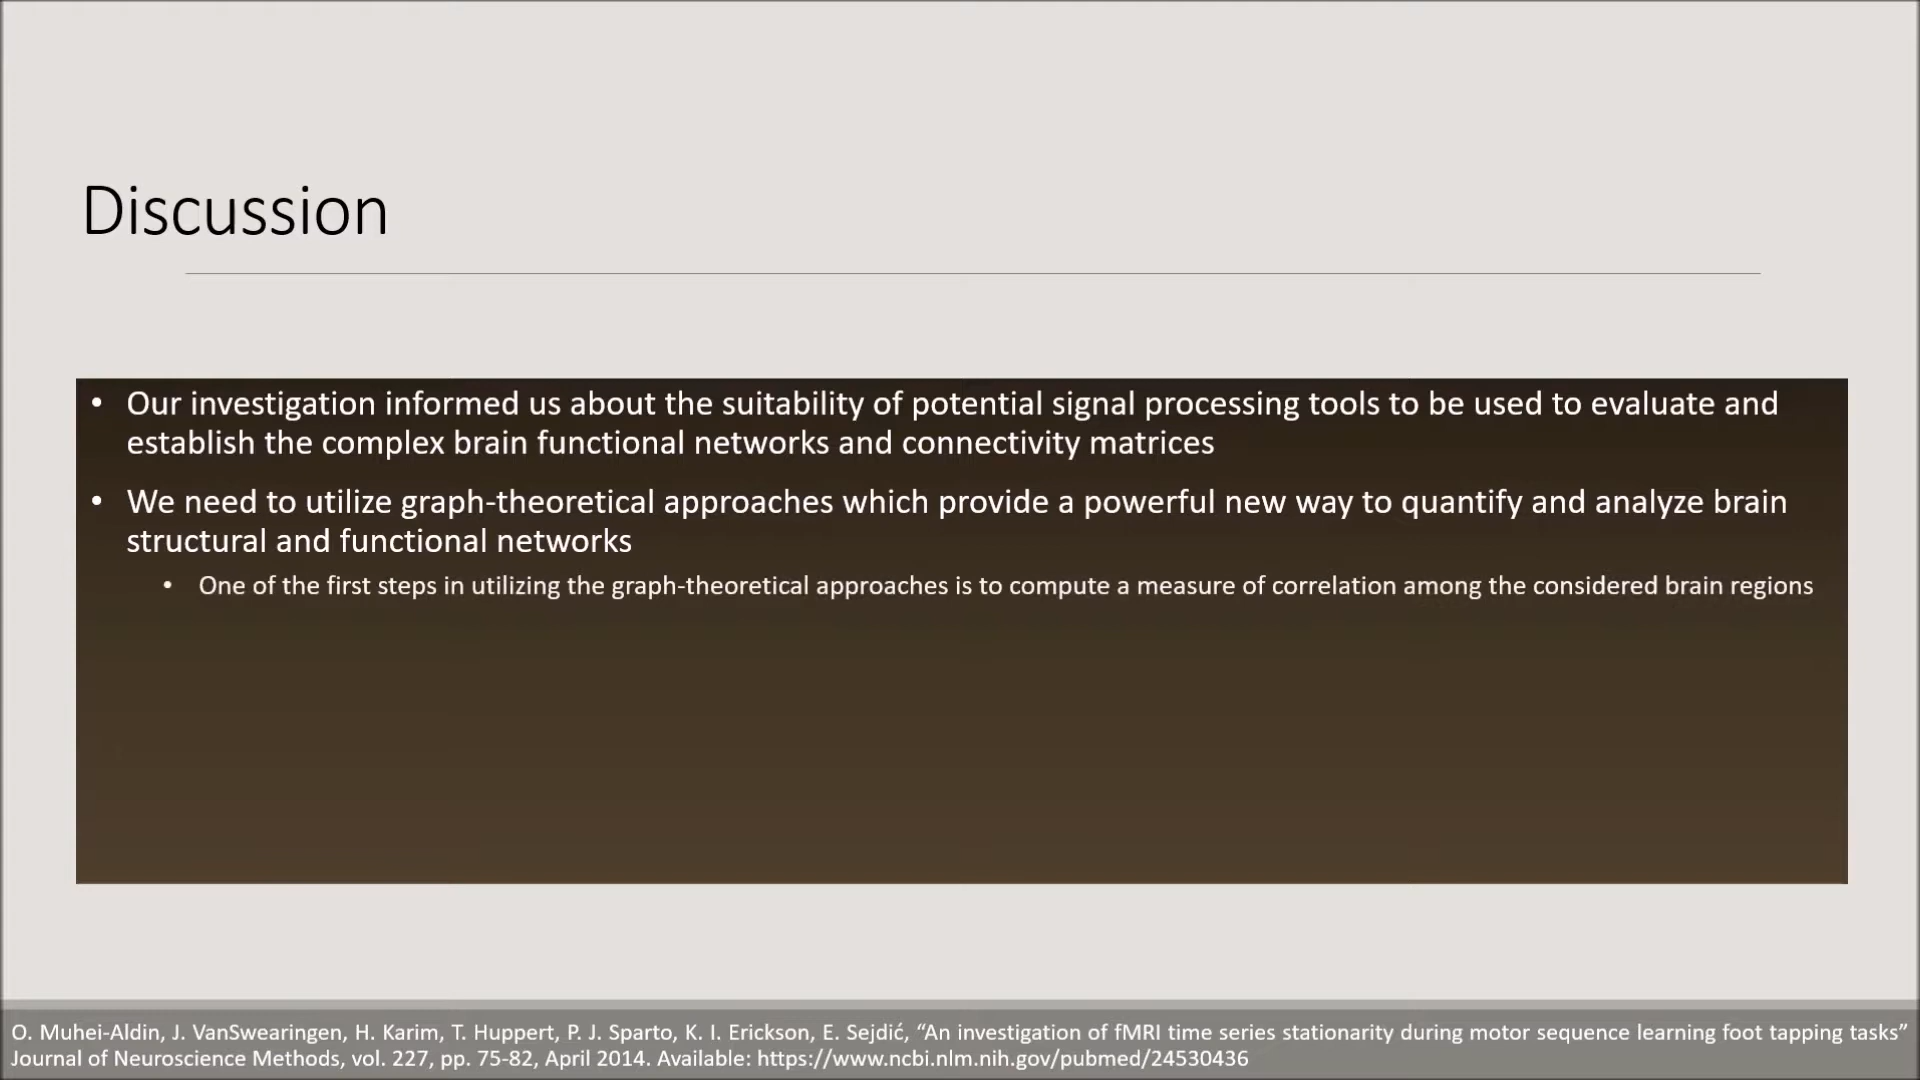 Discussion
• Our investigation informed us about the suitability of potential signal processing tools to be used to evaluate and
establish the complex brain functional networks and connectivity matrices
• We need to utilize graph-theoretical approaches which provide a powerful new way to quantify and analyze brain
structural and functional networks
• One of the first steps in utilizing the graph-theoretical approaches is to compute a measure of correlation among the considered brain regions
O. Muhei-Aldin, J. VanSwearingen, H. Karim, T. Huppert, P. J. Sparto, K. I. Erickson, E. Sejdić, “An investigation of fMRI time series stationarity during motor sequence learning foot tapping tasks”
Journal of Neuroscience Methods, vol. 227, pp. 75-82, April 2014. Available: https://www.ncbi.nlm.nih.gov/pubmed/24530436